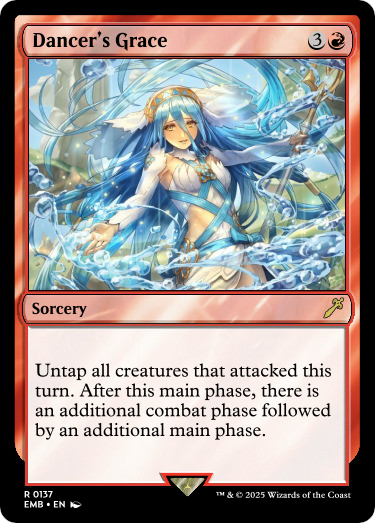 Dancer's Grace 3
Sorcery
Untap all creatures that attacked this
turn. After this main phase, there is
an additional combat phase followed
by an additional main phase.
R 0137
EMB • EN
™ & © 2025 Wizards of the Coast